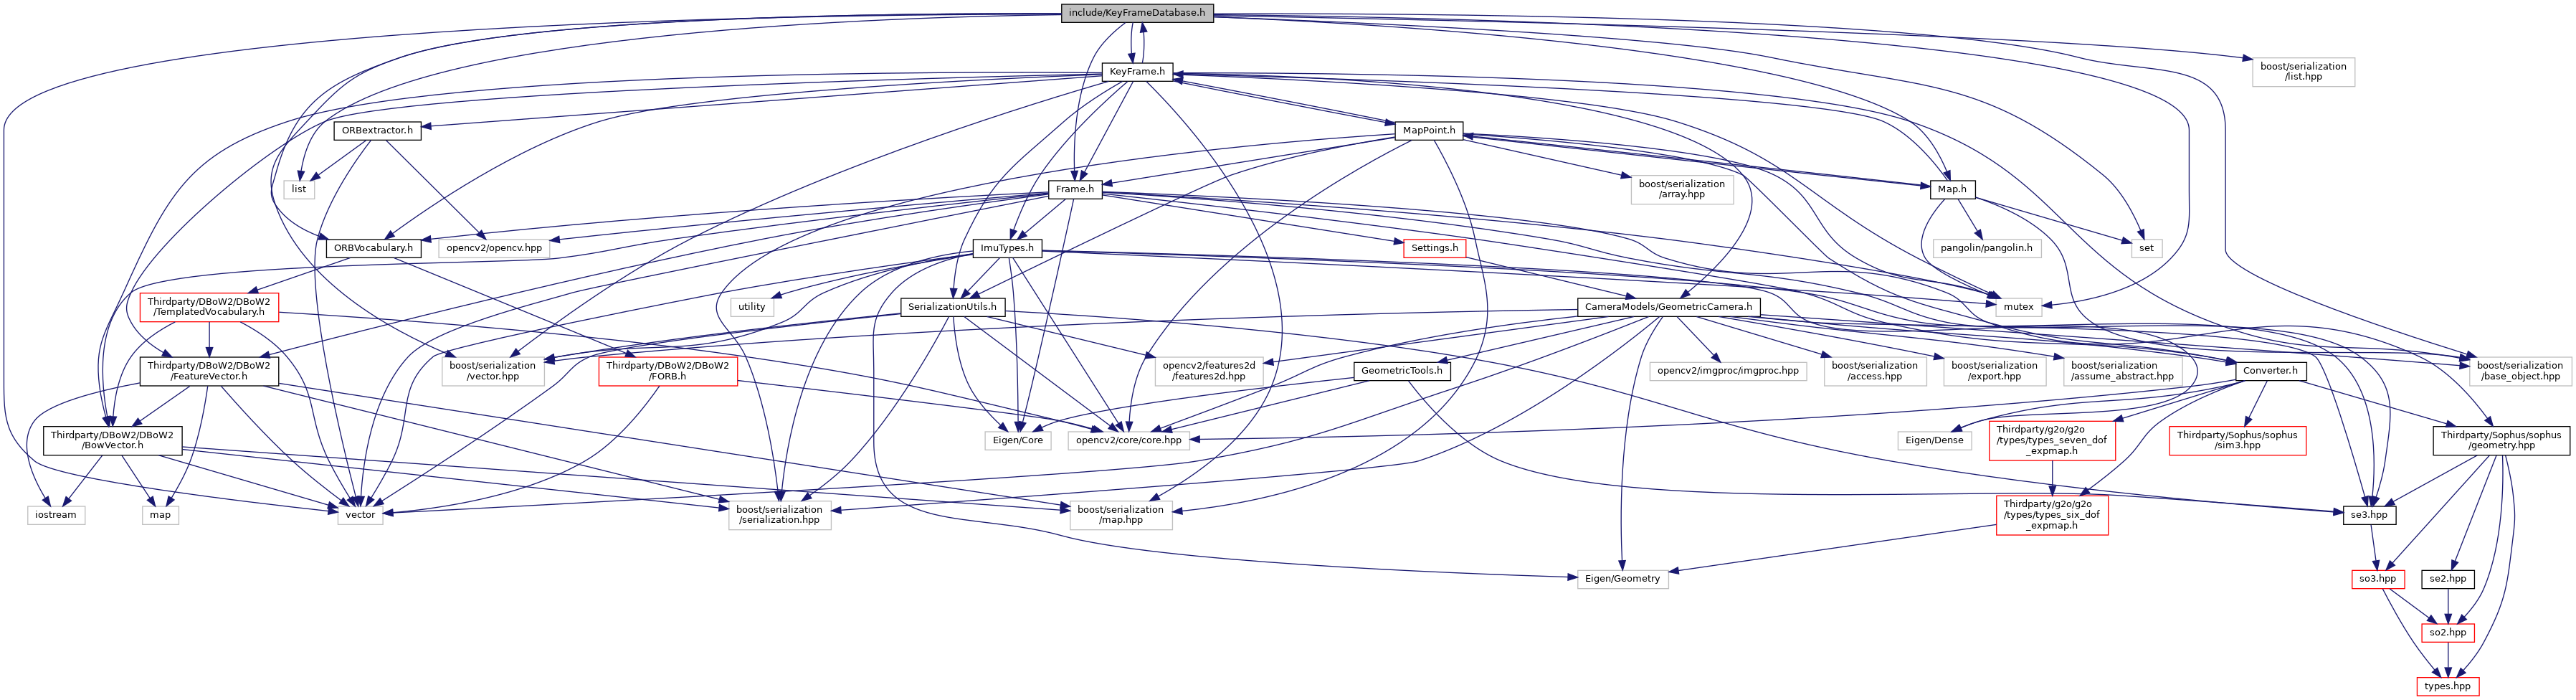 include/KeyFrameDatabase.h
KeyFrame.h
boost/serialization
/list.hpp
ORBextractor.h
MapPoint.h
list
Frame.h
boost/serialization
/array.hpp
Map.h
ORBVocabulary.h
opencv2/opencv.hpp
ImuTypes.h
Settings.h
pangolin/pangolin.h
set
Thirdparty/DBoW2/DBoW2
/TemplatedVocabulary.h
utility
SerializationUtils.h
CameraModels/GeometricCamera.h
mutex
Thirdparty/DBoW2/DBoW2
/FeatureVector.h
boost/serialization
/vector.hpp
Thirdparty/DBoW2/DBoW2
/FORB.h
opencv2/features2d
/features2d.hpp
GeometricTools.h
opencv2/imgproc/imgproc.hpp
boost/serialization
/access.hpp
boost/serialization
/export.hpp
boost/serialization
/assume_abstract.hpp
Converter.h
boost/serialization
/base_object.hpp
Thirdparty/DBoW2/DBoW2
/BowVector.h
Eigen/Core
opencv2/core/core.hpp
Eigen/Dense
Thirdparty/g2o/g2o
/types/types_seven_dof
_expmap.h
Thirdparty/Sophus/sophus
/sim3.hpp
Thirdparty/Sophus/sophus
/geometry.hpp
iostream
map
vector
boost/serialization
/serialization.hpp
boost/serialization
/map.hpp
Thirdparty/g2o/g2o
/types/types_six_dof
_expmap.h
se3.hpp
Eigen/Geometry
so3.hpp
se2.hpp
so2.hpp
types.hpp